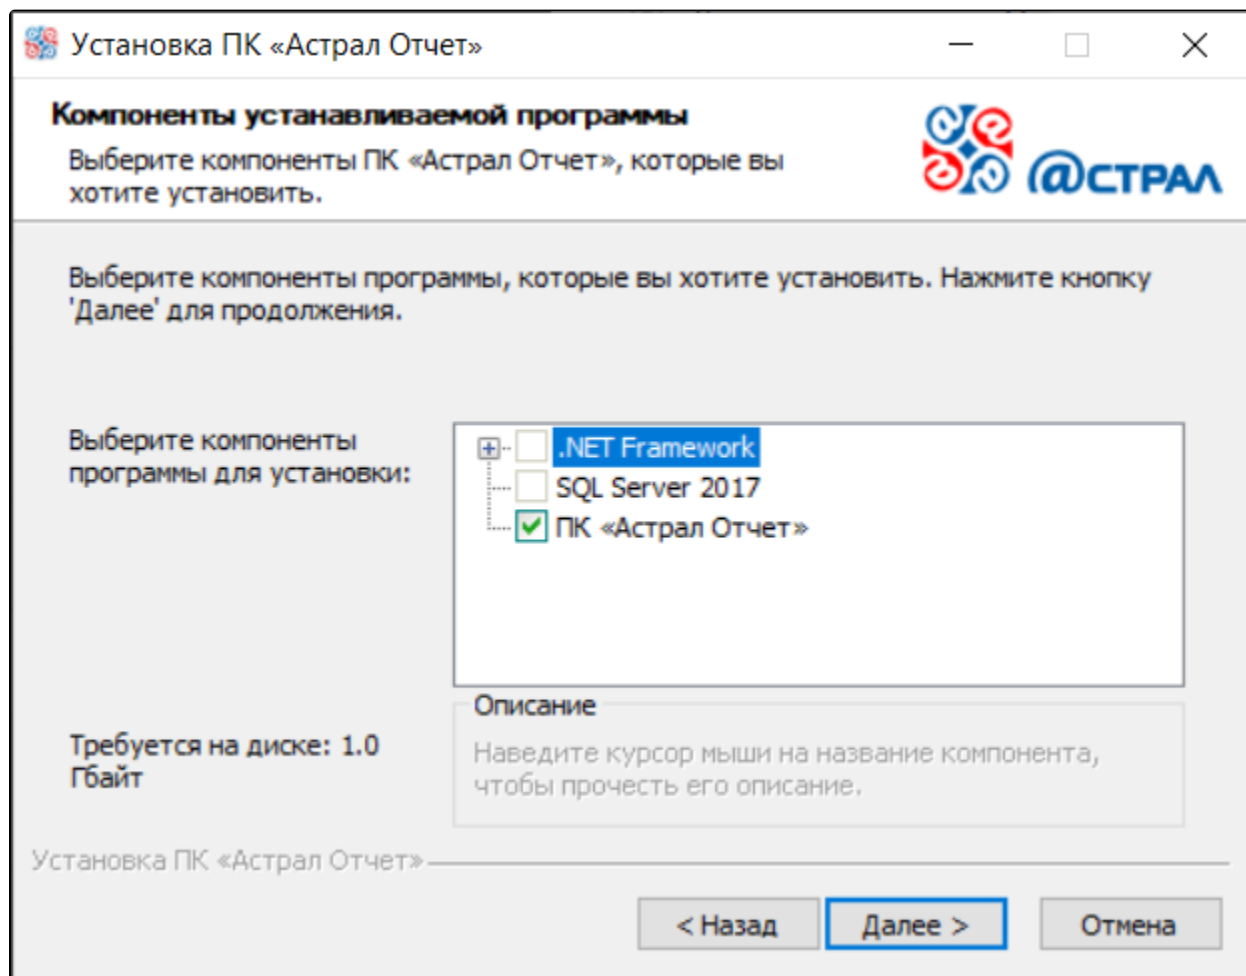 Установка ПК «Астрал Отчет»
Компоненты устанавливаемой программы
Выберите компоненты ПК «Астрал Отчет», которые вы
хотите установить.
@СТРАЛ
Выберите компоненты программы, которые вы хотите установить. Нажмите кнопку
'Далее' для продолжения.
Выберите компоненты
программы для установки:
.NET Framework
SQL Server 2017
ПК «Астрал Отчет»
Описание
Наведите курсор мыши на название компонента,
чтобы прочесть его описание.
Требуется на диске: 1.0
Гбайт
Установка ПК «Астрал Отчет»
< Назад
Далее >
Отмена